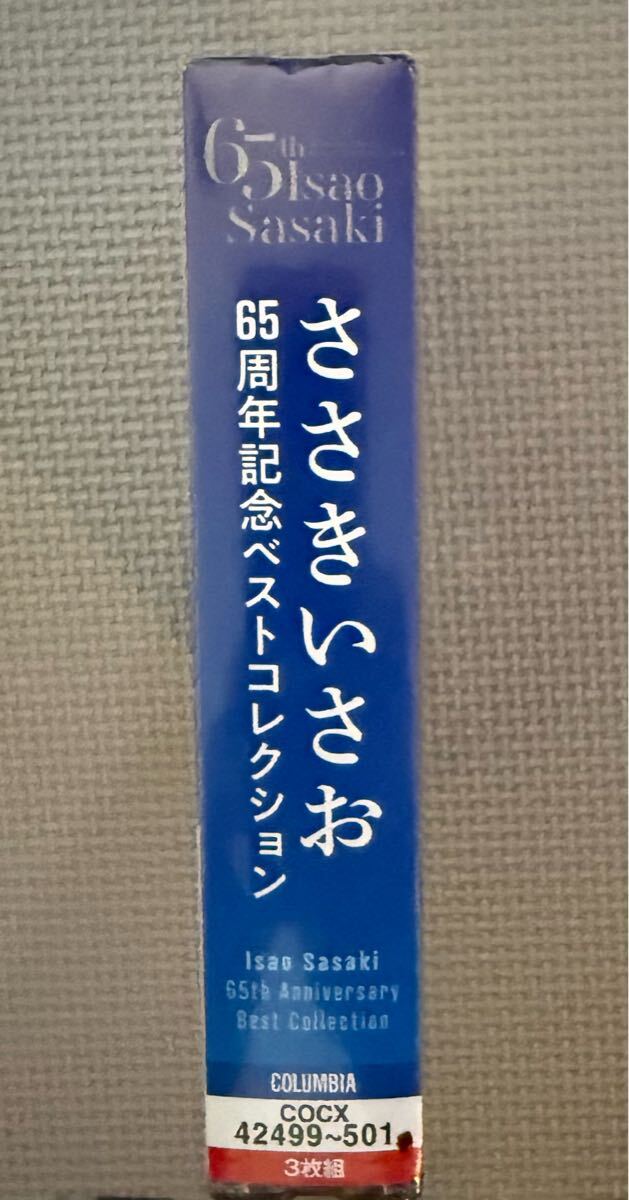 65th Isao
Sasaki
ささきいさお
65周年記念ベストコレクション
Isao Sasaki
65th Anniversary
Best Collection
COLUMBIA
COCX
42499~501
3枚組